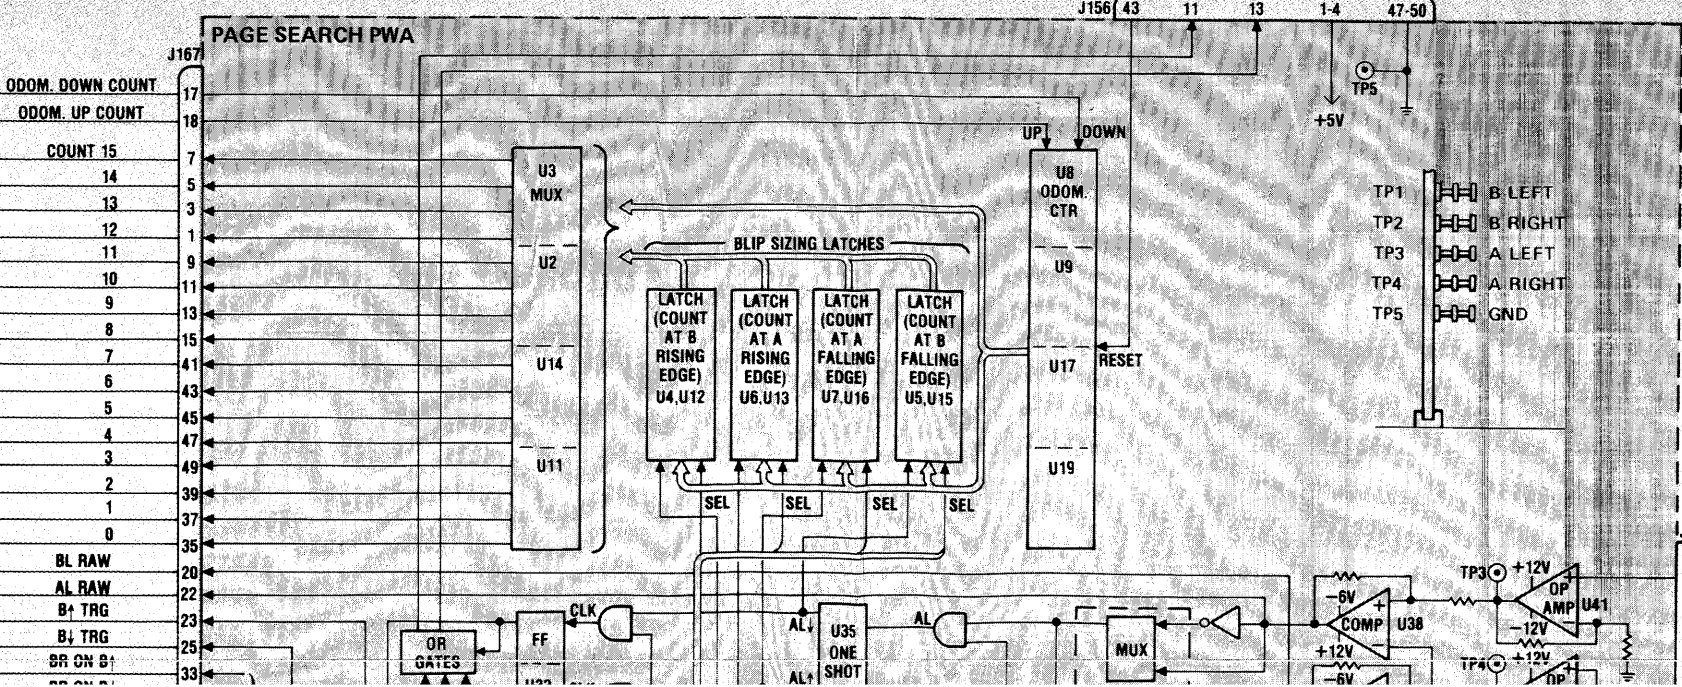 J156 43 11 13 1-4 47-50
PAGE SEARCH PWA
J167
ODOM. DOWN COUNT 17
ODOM. UP COUNT 18
COUNT 15 7
14 5
13 3
12 1
11 9
10 11
9 13
8 15
7 41
6 43
5 45
4 47
3 49
2 39
1 37
0 35
BL RAW 20
AL RAW 22
B↑ TRG 23
B↓ TRG 25
BR ON B↑ 33
U3
MUX
U2
U14
U11
BLIP SIZING LATCHES
LATCH
(COUNT
AT B
RISING
EDGE)
U4,U12
LATCH
(COUNT
AT A
RISING
EDGE)
U6,U13
LATCH
(COUNT
AT A
FALLING
EDGE)
U7,U16
LATCH
(COUNT
AT B
FALLING
EDGE)
U5,U15
SEL SEL SEL SEL
UP DOWN
U8
ODOM.
CTR
U9
U17
RESET
U19
TP5
+5V
TP1 B LEFT
TP2 B RIGHT
TP3 A LEFT
TP4 A RIGHT
TP5 GND
OR
GATES
FF
CLK
AL↓
AL↑
U35
ONE
SHOT
AL
MUX
-6V
COMP
+12V
U38
-6V
TP3
+12V
OP
AMP
U41
-12V
TP4
+12V
OP